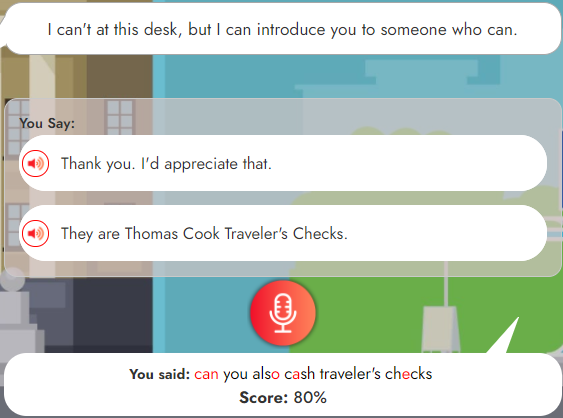 I can't at this desk, but I can introduce you to someone who can.
You Say:
Thank you. I'd appreciate that.
They are Thomas Cook Traveler's Checks.
You said: can you also cash traveler's checks
Score: 80%